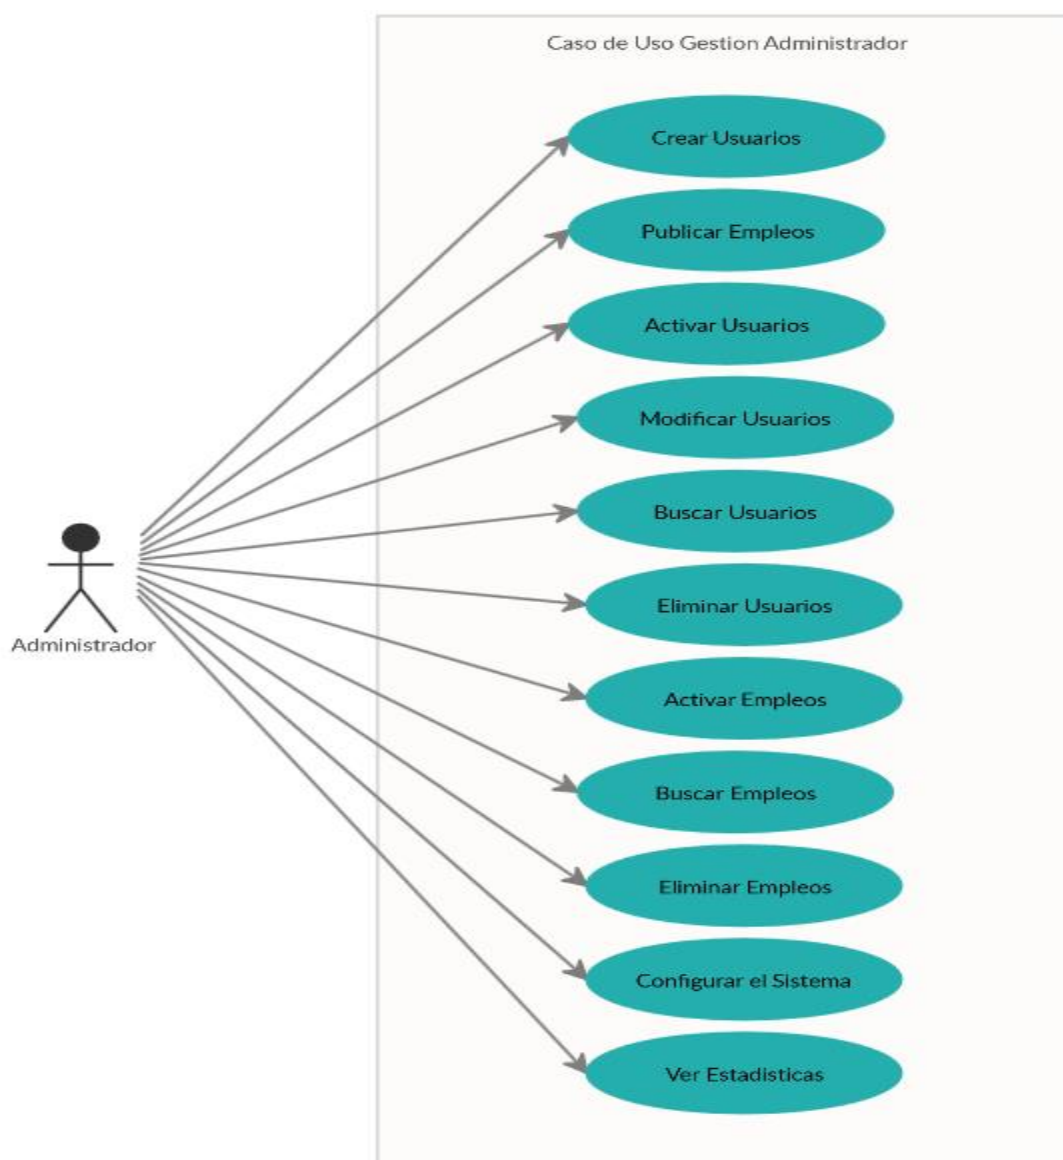 Caso de Uso Gestion Administrador
Crear Usuarios
Publicar Empleos
Activar Usuarios
Modificar Usuarios
Buscar Usuarios
Eliminar Usuarios
Administrador
Activar Empleos
Buscar Empleos
Eliminar Empleos
Configurar el Sistema
Ver Estadisticas